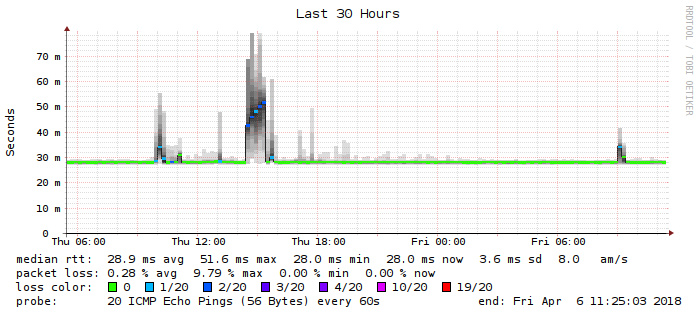 Last 30 Hours
RRDTOOL / TOBI OETIKER
Seconds
70 m
60 m
50 m
40 m
30 m
20 m
10 m
0
Thu 06:00 Thu 12:00 Thu 18:00 Fri 00:00 Fri 06:00
median rtt: 28.9 ms avg 51.6 ms max 28.0 ms min 28.0 ms now 3.6 ms sd 8.0 am/s
packet loss: 0.28 % avg 9.79 % max 0.00 % min 0.00 % now
loss color: 0 1/20 2/20 3/20 4/20 10/20 19/20
probe: 20 ICMP Echo Pings (56 Bytes) every 60s end: Fri Apr 6 11:25:03 2018